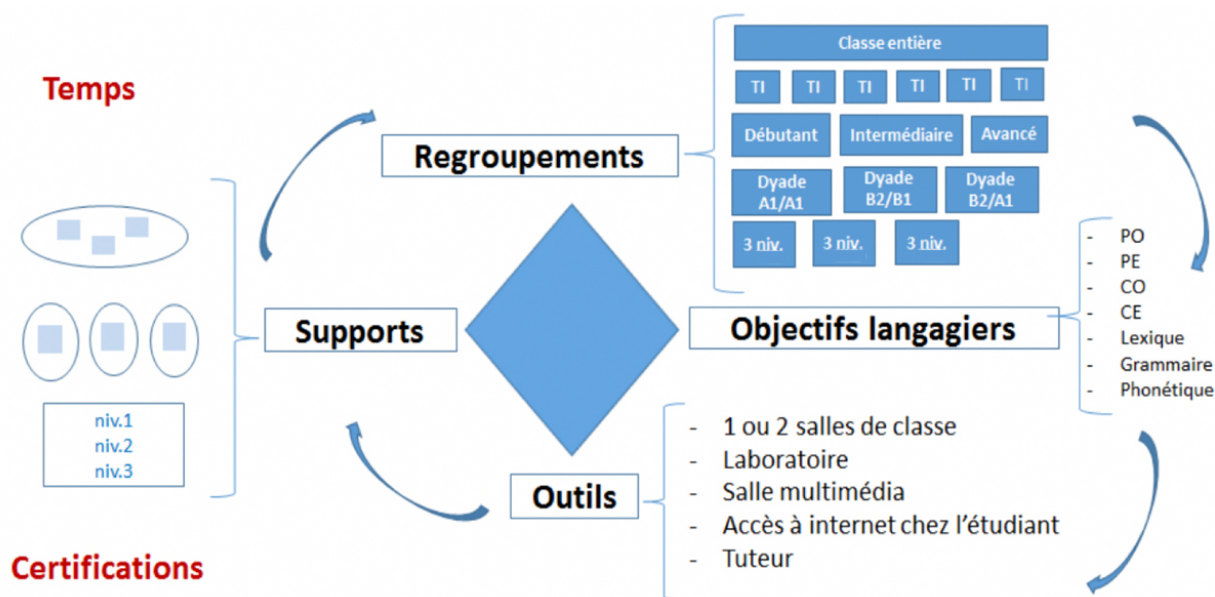 Temps
Regroupements
Classe entière
TI TI TI TI TI TI
Débutant Intermédiaire Avancé
Dyade A1/A1
Dyade B2/B1
Dyade B2/A1
3 niv. 3 niv. 3 niv.
Supports
niv.1
niv.2
niv.3
Objectifs langagiers
- PO
- PE
- CO
- CE
- Lexique
- Grammaire
- Phonétique
Outils
- 1 ou 2 salles de classe
- Laboratoire
- Salle multimédia
- Accès à internet chez l'étudiant
- Tuteur
Certifications